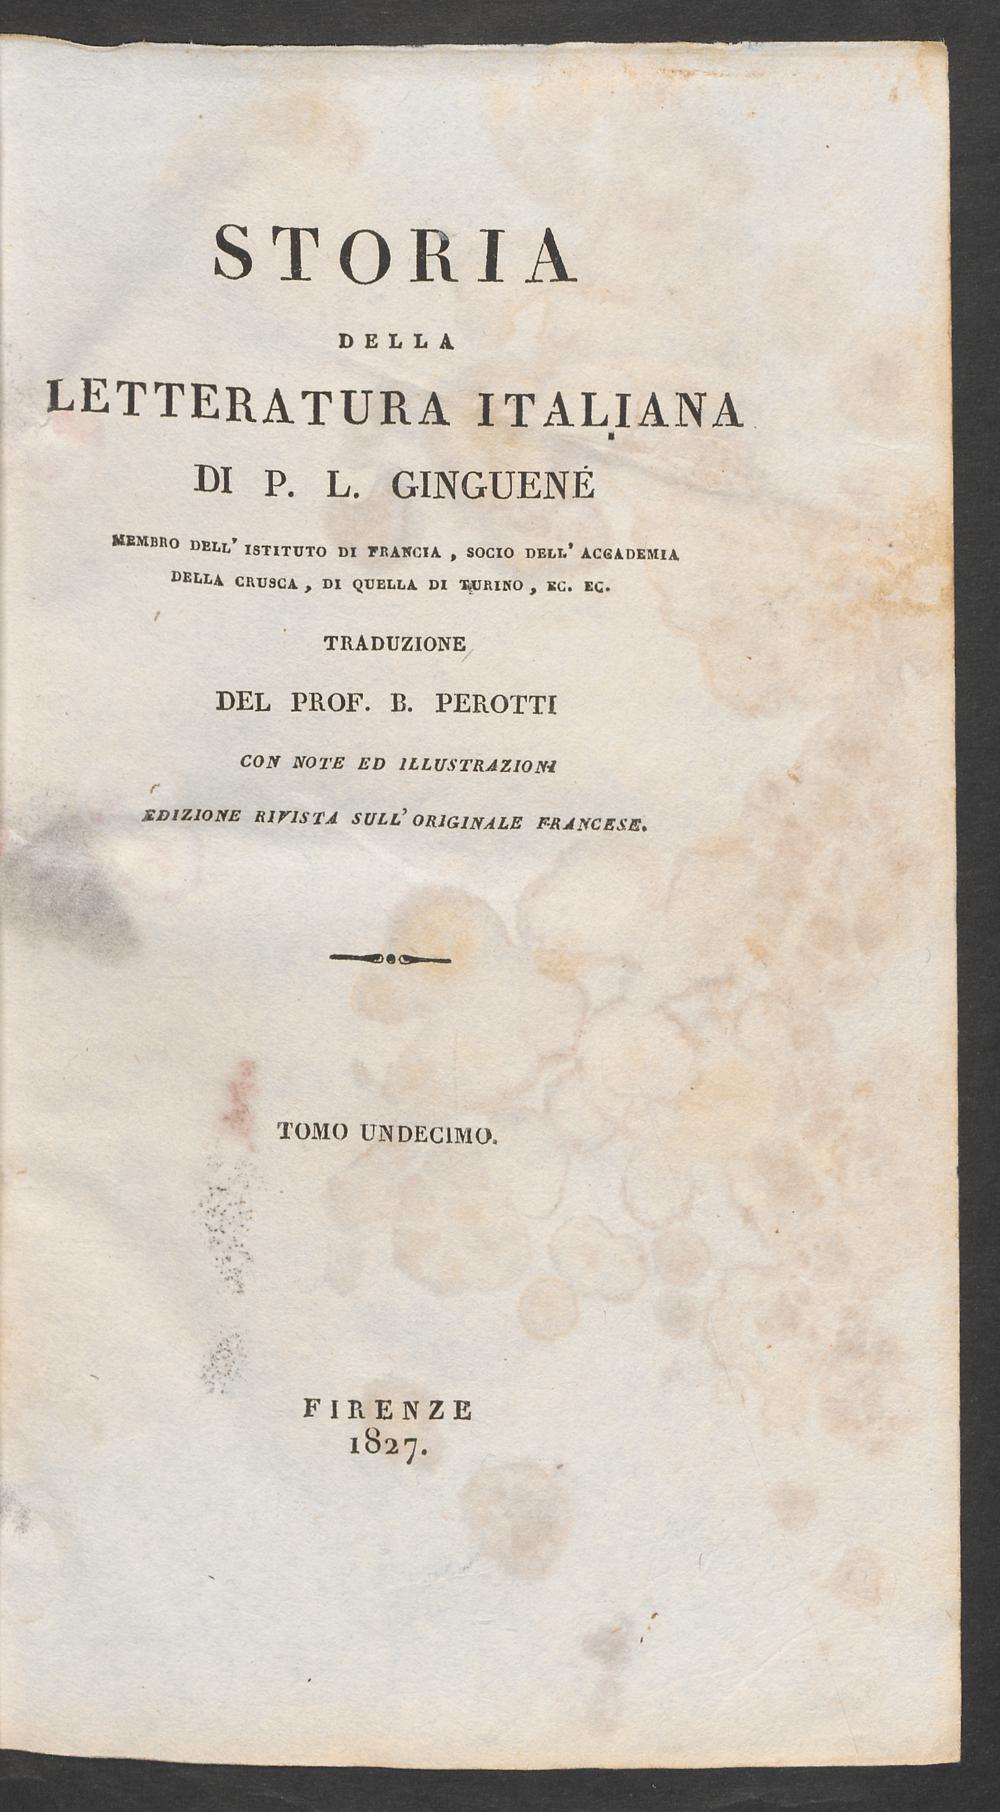 STORIA
DELLA
LETTERATURA ITALIANA
DI P. L. GINGUENÉ
MEMBRO DELL' ISTITUTO DI FRANCIA , SOCIO DELL' ACCADEMIA
DELLA CRUSCA , DI QUELLA DI TURINO , EC. EC.
TRADUZIONE
DEL PROF. B. PEROTTI
CON NOTE ED ILLUSTRAZIONI
EDIZIONE RIVISTA SULL' ORIGINALE FRANCESE.
TOMO UNDECIMO.
FIRENZE
1827.